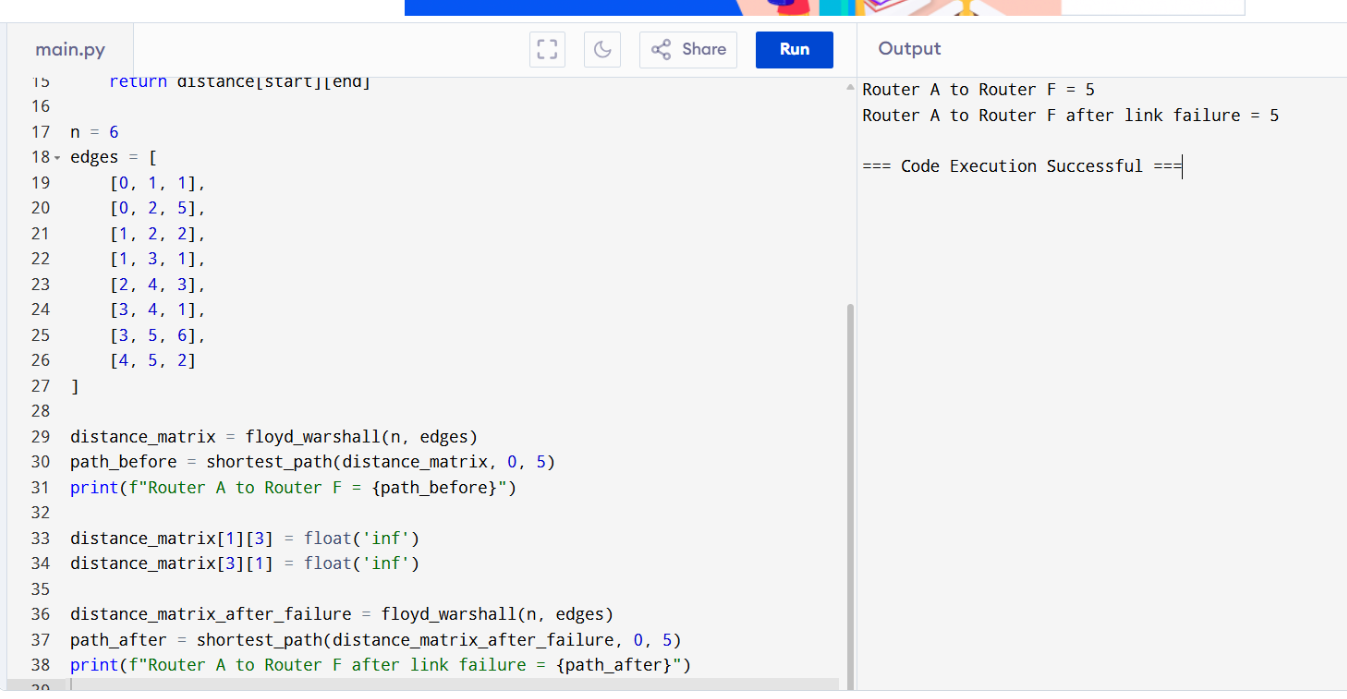 main.py
Share
Run
Output
15     return distance[start][end]
16
17 n = 6
18 edges = [
19     [0, 1, 1],
20     [0, 2, 5],
21     [1, 2, 2],
22     [1, 3, 1],
23     [2, 4, 3],
24     [3, 4, 1],
25     [3, 5, 6],
26     [4, 5, 2]
27 ]
28
29 distance_matrix = floyd_warshall(n, edges)
30 path_before = shortest_path(distance_matrix, 0, 5)
31 print(f"Router A to Router F = {path_before}")
32
33 distance_matrix[1][3] = float('inf')
34 distance_matrix[3][1] = float('inf')
35
36 distance_matrix_after_failure = floyd_warshall(n, edges)
37 path_after = shortest_path(distance_matrix_after_failure, 0, 5)
38 print(f"Router A to Router F after link failure = {path_after}")
39
Router A to Router F = 5
Router A to Router F after link failure = 5
=== Code Execution Successful ===